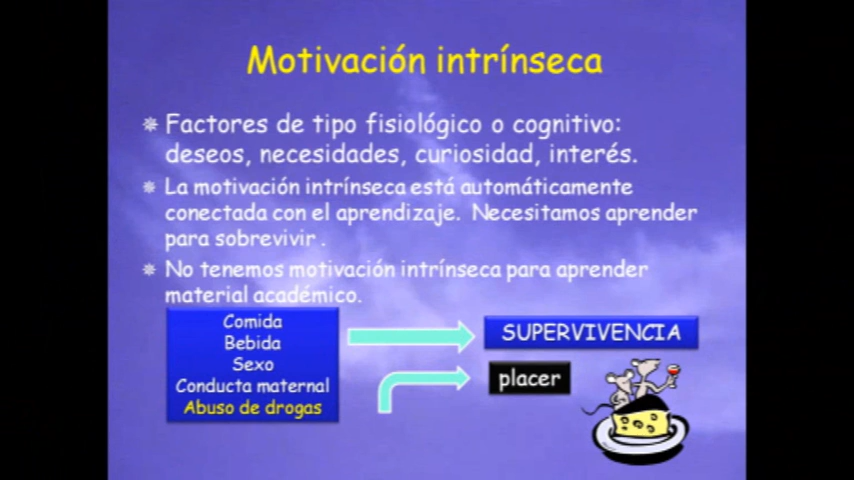 Motivación intrínseca
Factores de tipo fisiológico o cognitivo:
deseos, necesidades, curiosidad, interés.
La motivación intrínseca está automáticamente
conectada con el aprendizaje. Necesitamos aprender
para sobrevivir .
No tenemos motivación intrínseca para aprender
material académico.
Comida
Bebida
Sexo
Conducta maternal
Abuso de drogas
SUPERVIVENCIA
placer